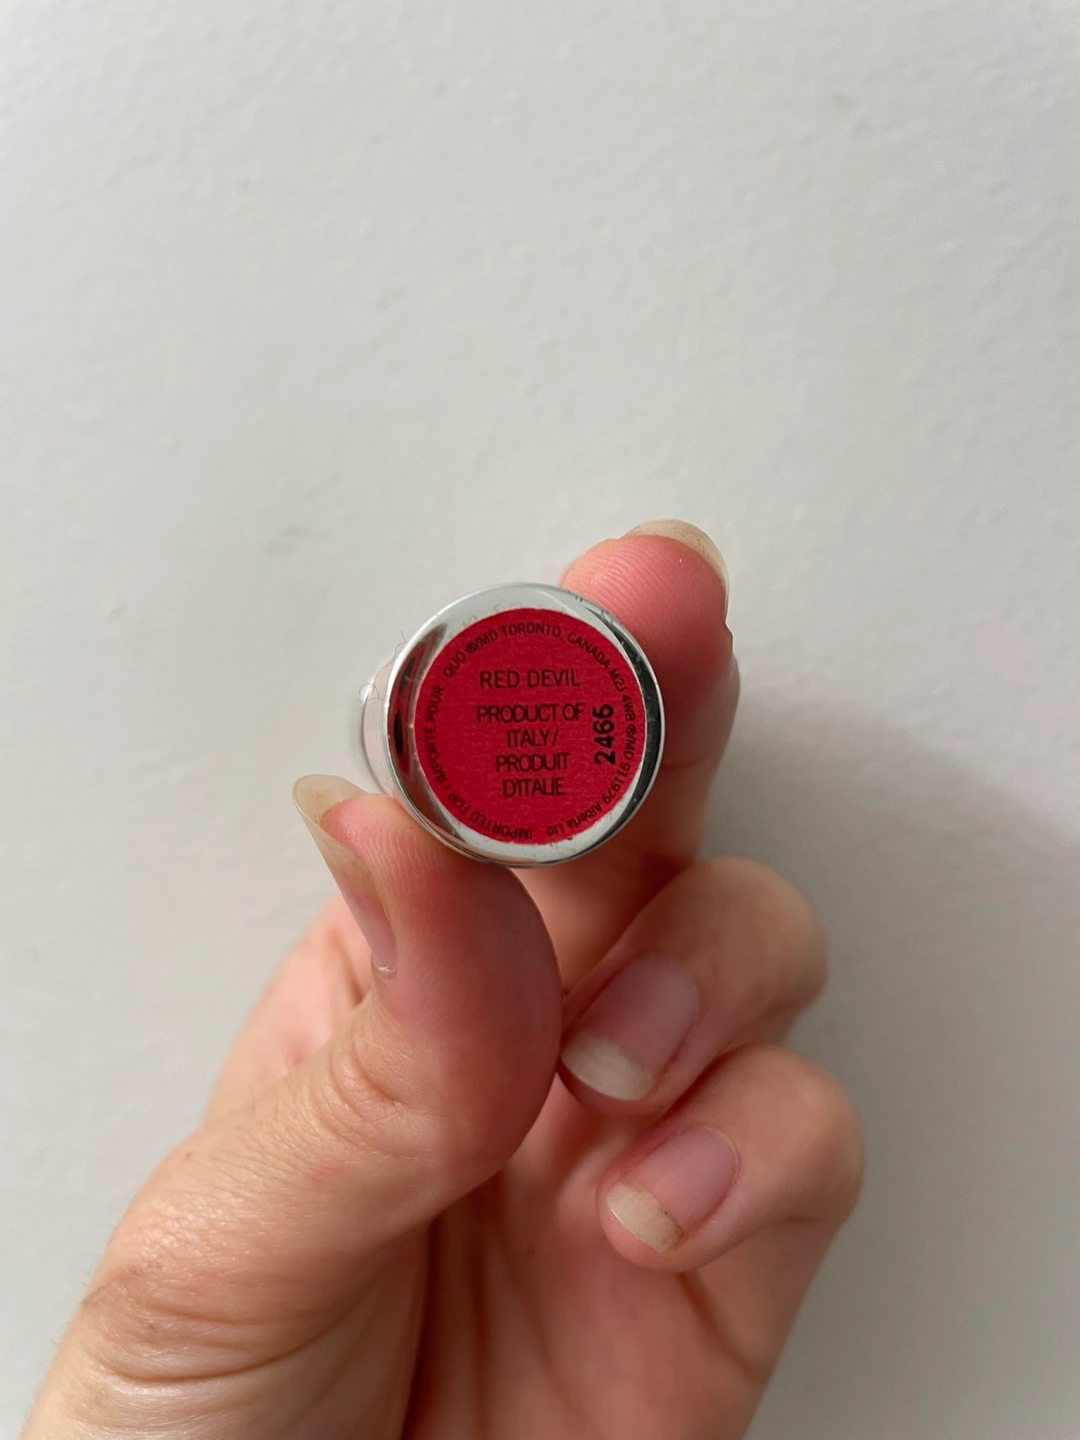 RED DEVIL
PRODUCT OF
ITALY/
PRODUIT
D'ITALIE
2466
IMPORTED FOR / IMPORTÉ POUR : QUO ®/MD TORONTO, CANADA M2J 4W8 ®/MD 911979 Alberta Ltd.